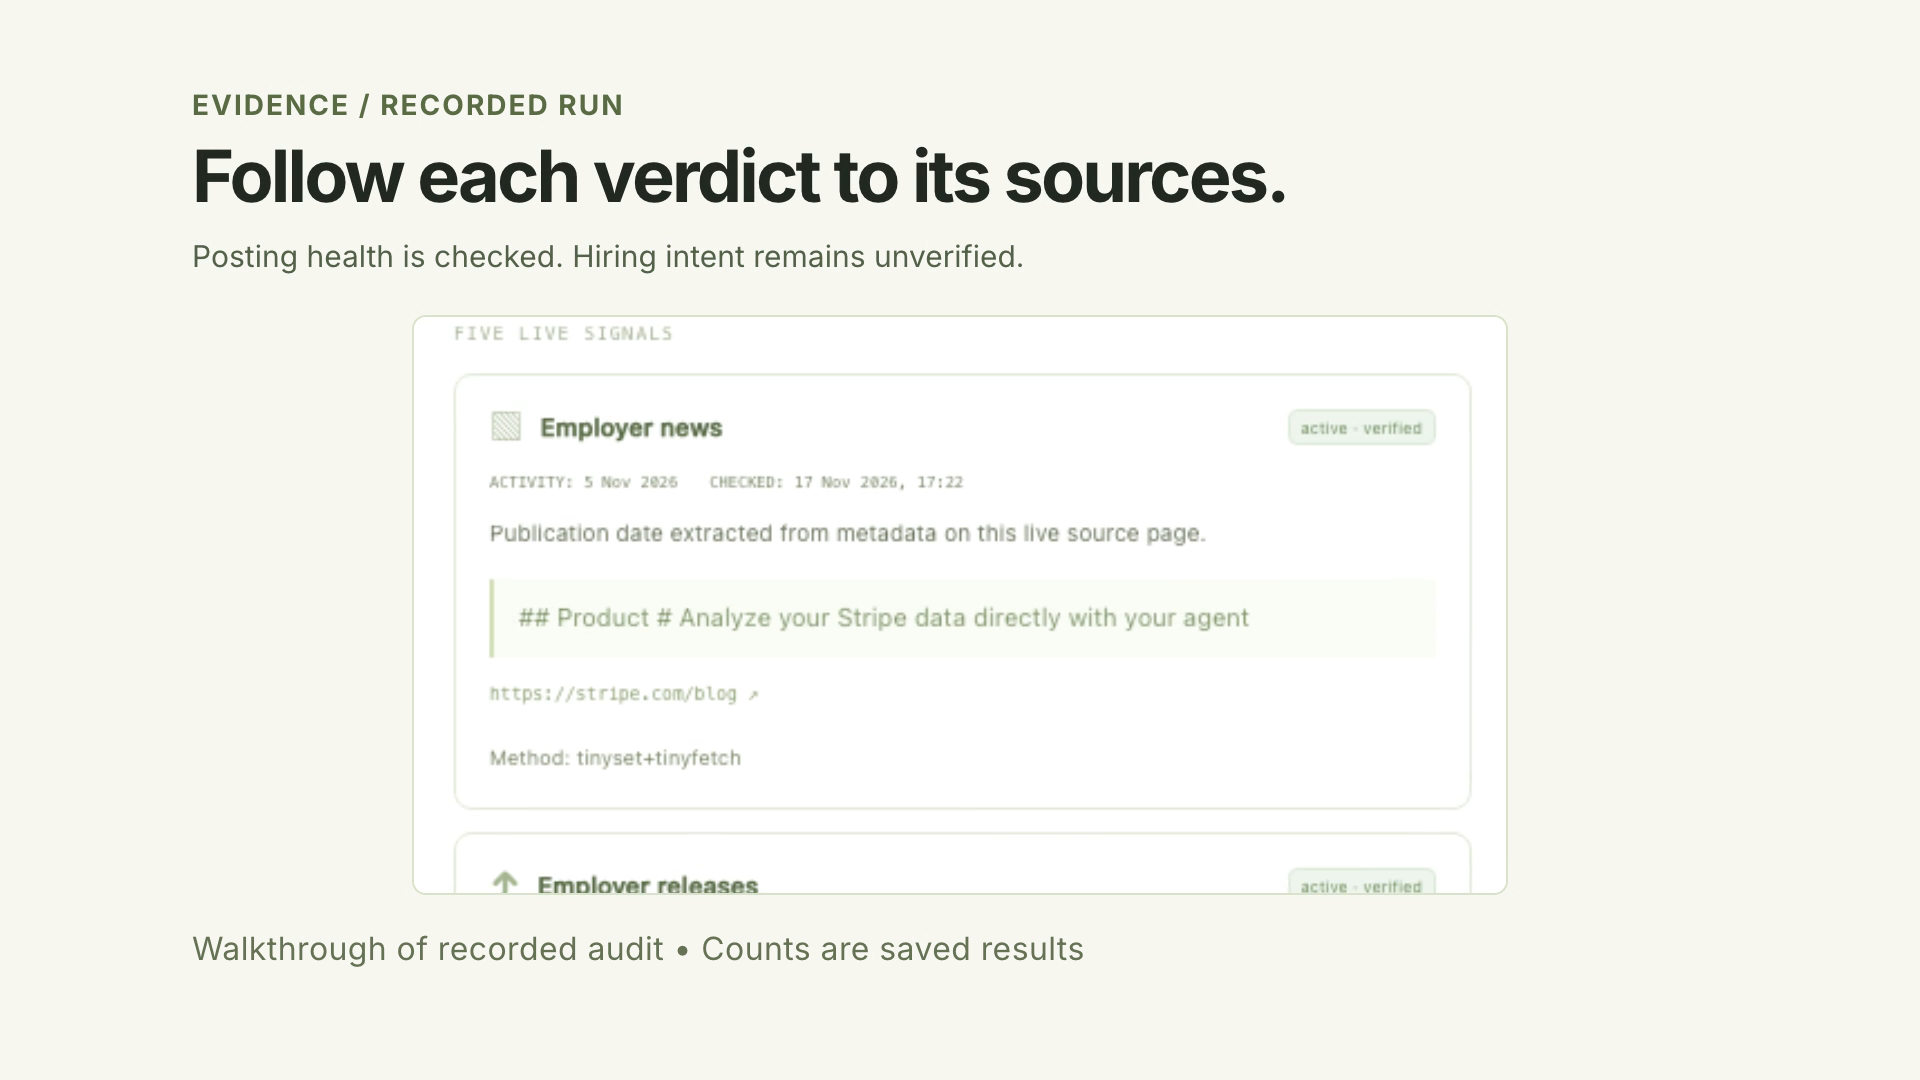 EVIDENCE / RECORDED RUN
Follow each verdict to its sources.
Posting health is checked. Hiring intent remains unverified.
FIVE LIVE SIGNALS
Employer news
active · verified
ACTIVITY: 5 Nov 2026 CHECKED: 17 Nov 2026, 17:22
Publication date extracted from metadata on this live source page.
## Product # Analyze your Stripe data directly with your agent
https://stripe.com/blog ↗
Method: tinyset+tinyfetch
Employer releases
active · verified
Walkthrough of recorded audit • Counts are saved results